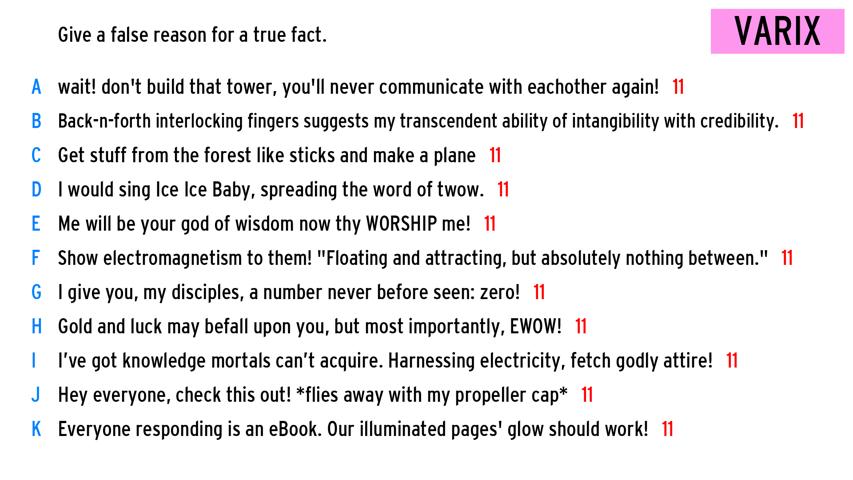 Give a false reason for a true fact.
VARIX
A wait! don't build that tower, you'll never communicate with eachother again! 11
B Back-n-forth interlocking fingers suggests my transcendent ability of intangibility with credibility. 11
C Get stuff from the forest like sticks and make a plane 11
D I would sing Ice Ice Baby, spreading the word of twow. 11
E Me will be your god of wisdom now thy WORSHIP me! 11
F Show electromagnetism to them! "Floating and attracting, but absolutely nothing between." 11
G I give you, my disciples, a number never before seen: zero! 11
H Gold and luck may befall upon you, but most importantly, EWOW! 11
I I’ve got knowledge mortals can’t acquire. Harnessing electricity, fetch godly attire! 11
J Hey everyone, check this out! *flies away with my propeller cap* 11
K Everyone responding is an eBook. Our illuminated pages' glow should work! 11